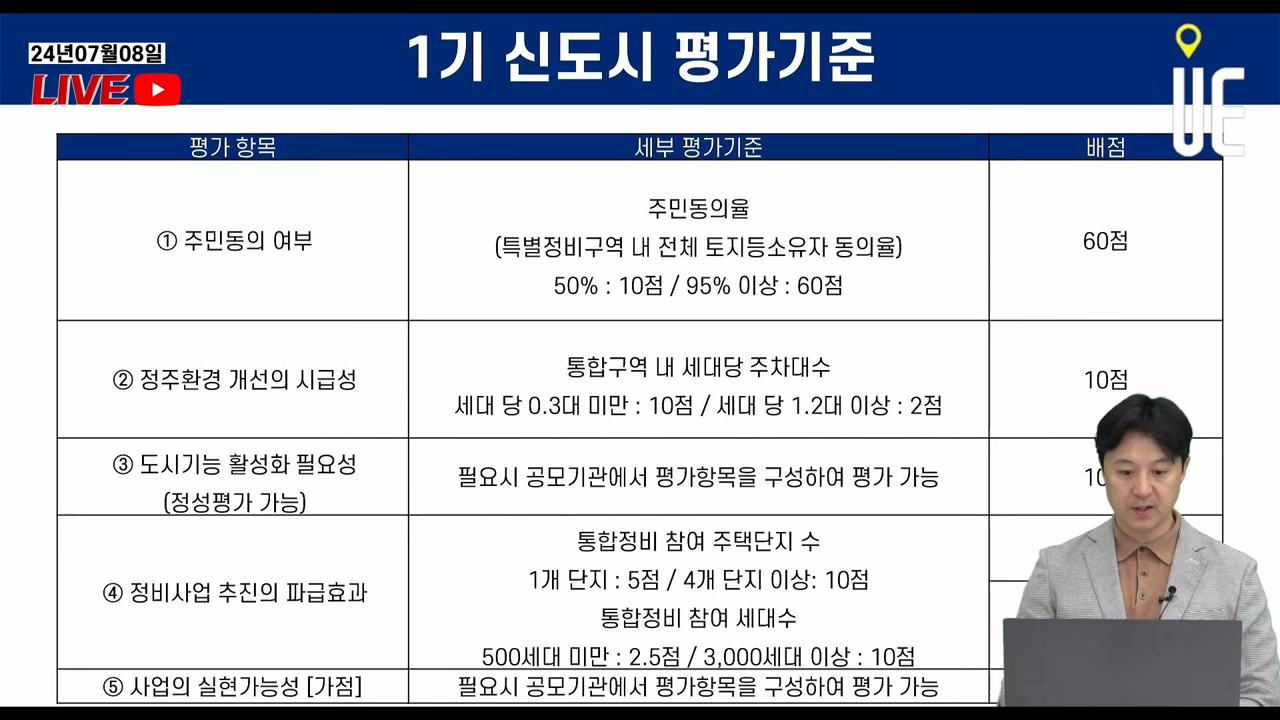 24년07월08일
LIVE
1기 신도시 평가기준
UE
평가 항목 세부 평가기준 배점
① 주민동의 여부
주민동의율
(특별정비구역 내 전체 토지등소유자 동의율)
50% : 10점 / 95% 이상 : 60점
60점
② 정주환경 개선의 시급성
통합구역 내 세대당 주차대수
세대 당 0.3대 미만 : 10점 / 세대 당 1.2대 이상 : 2점
10점
③ 도시기능 활성화 필요성
(정성평가 가능)
필요시 공모기관에서 평가항목을 구성하여 평가 가능
④ 정비사업 추진의 파급효과
통합정비 참여 주택단지 수
1개 단지 : 5점 / 4개 단지 이상: 10점
통합정비 참여 세대수
500세대 미만 : 2.5점 / 3,000세대 이상 : 10점
⑤ 사업의 실현가능성 [가점]
필요시 공모기관에서 평가항목을 구성하여 평가 가능